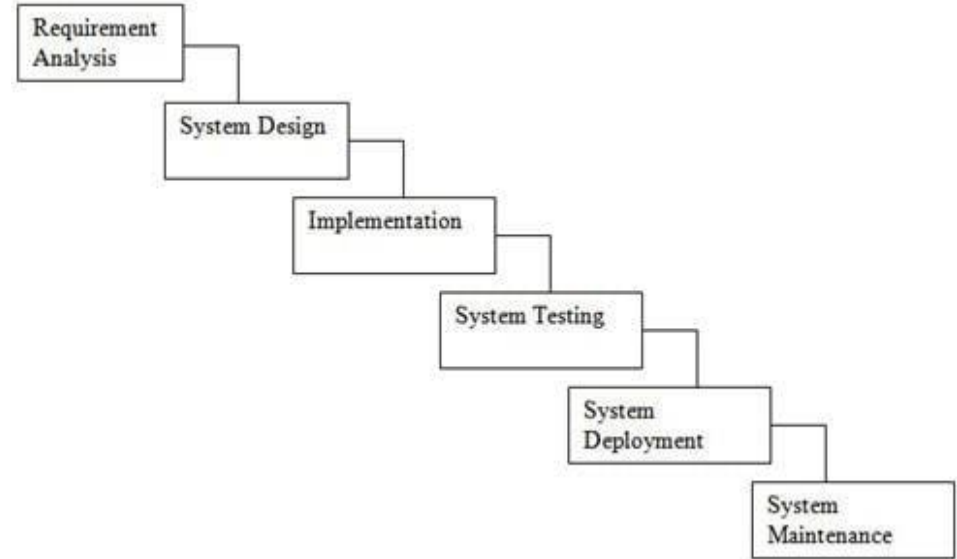 Requirement
Analysis
System Design
Implementation
System Testing
System
Deployment
System
Maintenance